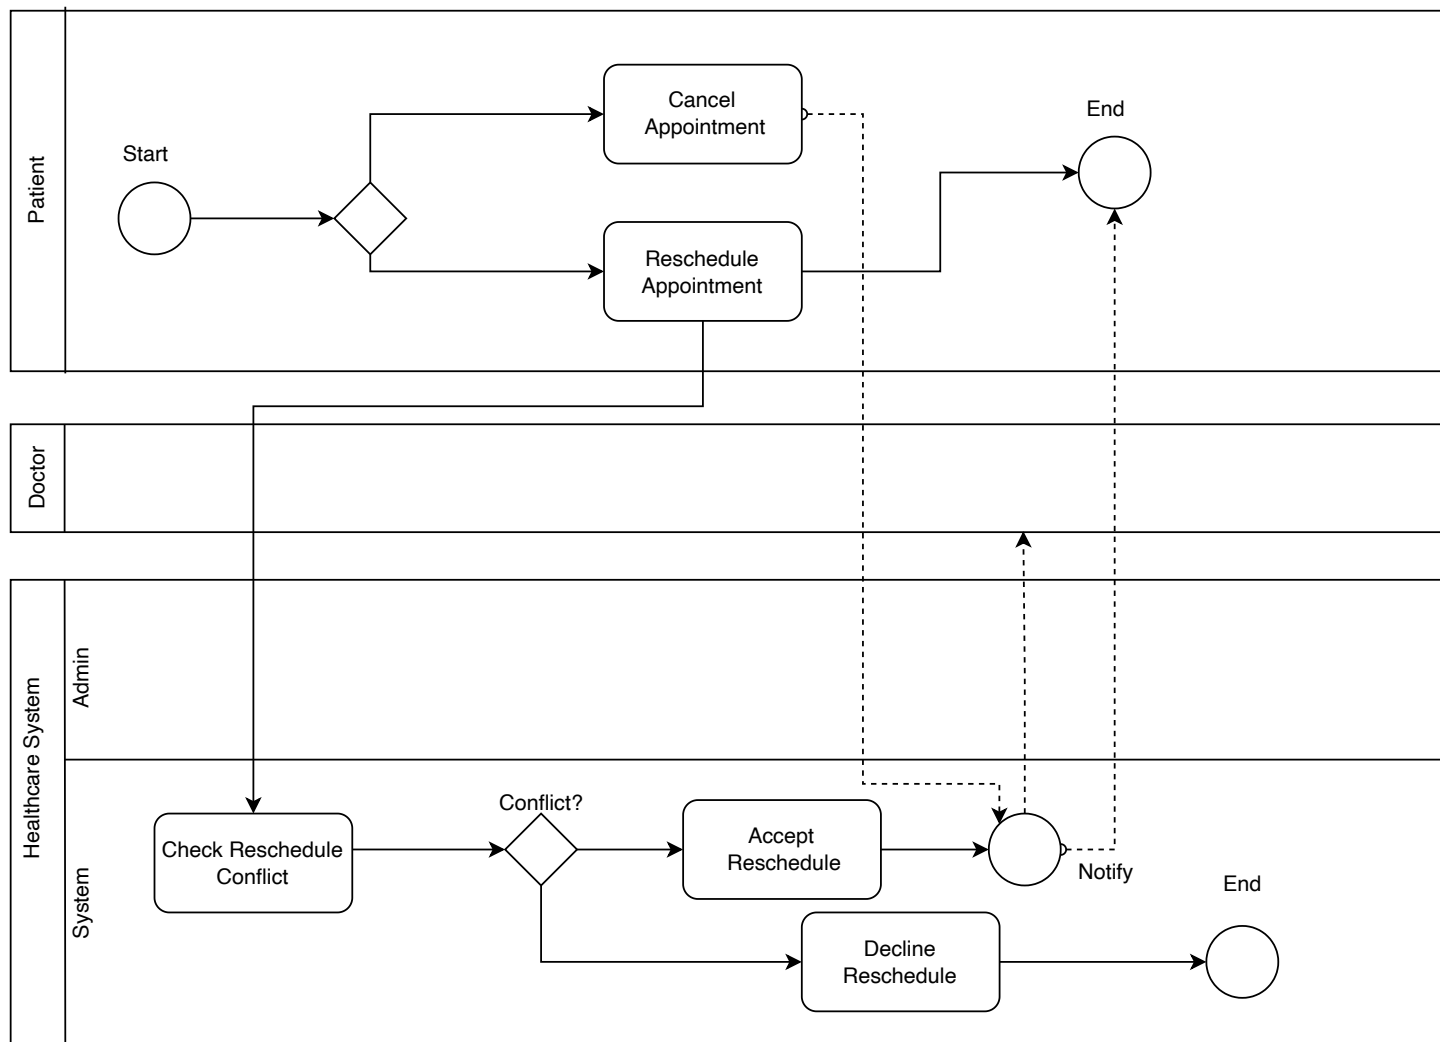 Patient
Start
Cancel
Appointment
End
Reschedule
Appointment
Doctor
Healthcare System
Admin
System
Check Reschedule
Conflict
Conflict?
Accept
Reschedule
Notify
End
Decline
Reschedule